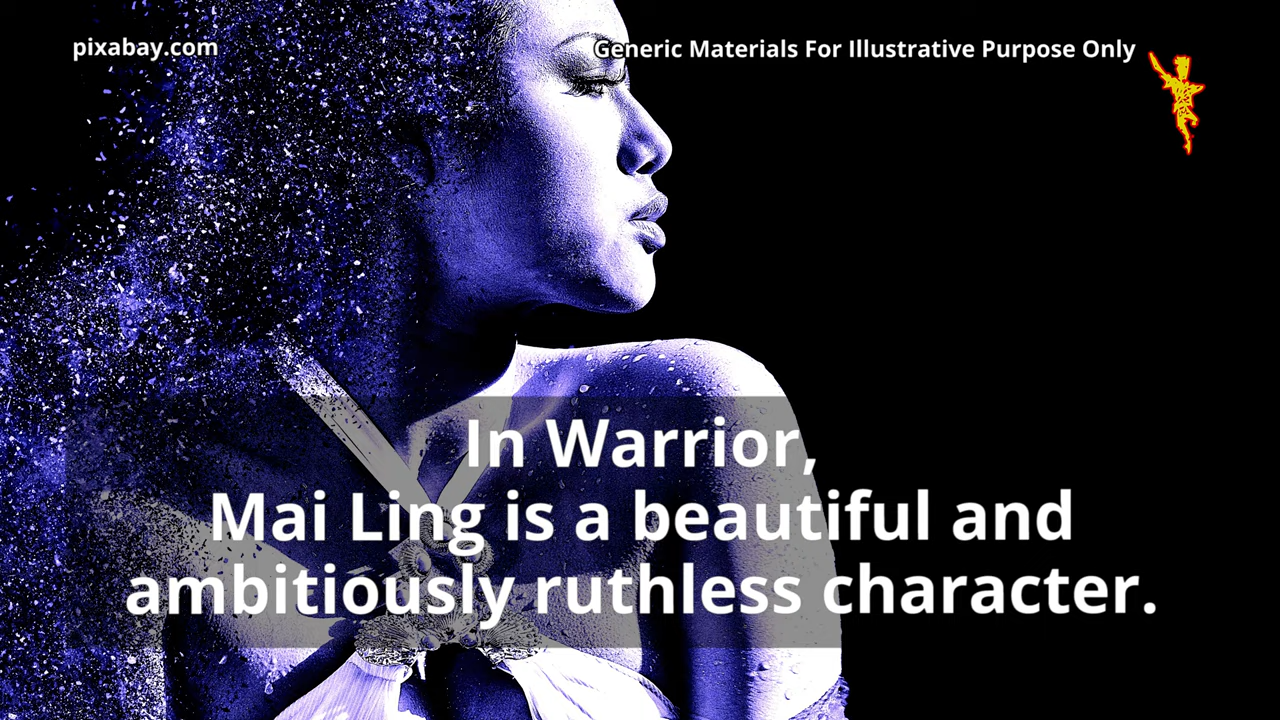 pixabay.com
Generic Materials For Illustrative Purpose Only
In Warrior,
Mai Ling is a beautiful and
ambitiously ruthless character.